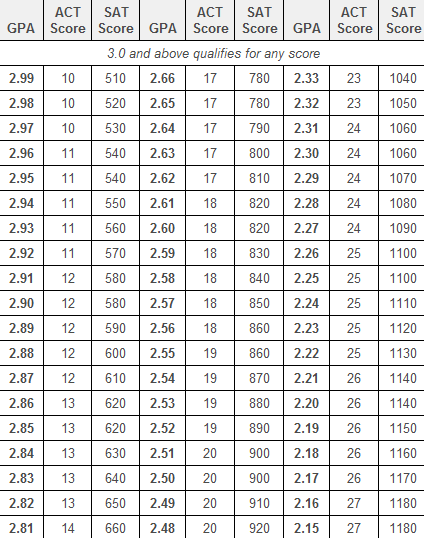 GPA ACT Score SAT Score GPA ACT Score SAT Score GPA ACT Score SAT Score
3.0 and above qualifies for any score
2.99 10 510 2.66 17 780 2.33 23 1040
2.98 10 520 2.65 17 780 2.32 23 1050
2.97 10 530 2.64 17 790 2.31 24 1060
2.96 11 540 2.63 17 800 2.30 24 1060
2.95 11 540 2.62 17 810 2.29 24 1070
2.94 11 550 2.61 18 820 2.28 24 1080
2.93 11 560 2.60 18 820 2.27 24 1090
2.92 11 570 2.59 18 830 2.26 25 1100
2.91 12 580 2.58 18 840 2.25 25 1100
2.90 12 580 2.57 18 850 2.24 25 1110
2.89 12 590 2.56 18 860 2.23 25 1120
2.88 12 600 2.55 19 860 2.22 25 1130
2.87 12 610 2.54 19 870 2.21 26 1140
2.86 13 620 2.53 19 880 2.20 26 1140
2.85 13 620 2.52 19 890 2.19 26 1150
2.84 13 630 2.51 20 900 2.18 26 1160
2.83 13 640 2.50 20 900 2.17 26 1170
2.82 13 650 2.49 20 910 2.16 27 1180
2.81 14 660 2.48 20 920 2.15 27 1180